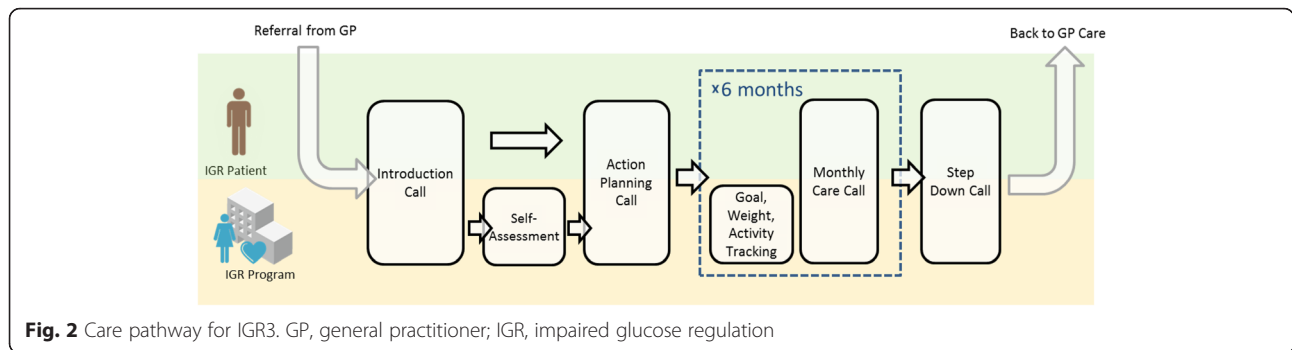 Referral from GP
Back to GP Care
×6 months
IGR Patient
Introduction
Call
Action
Planning
Call
Monthly
Care Call
Step
Down Call
Self-
Assessment
Goal,
Weight,
Activity
Tracking
IGR Program
Fig. 2 Care pathway for IGR3. GP, general practitioner; IGR, impaired glucose regulation